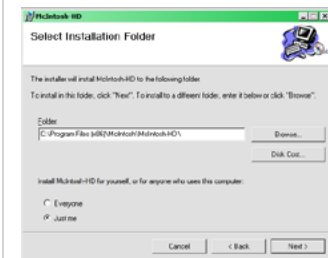 McIntosh-HD
Select Installation Folder
The installer will install McIntosh-HD to the following folder.
To install in this folder, click "Next". To install to a different folder, enter it below or click "Browse".
Folder:
C:\Program Files (x86)\McIntosh\McIntosh-HD\
Browse...
Disk Cost...
Install McIntosh-HD for yourself, or for anyone who uses this computer:
Everyone
Just me
Cancel
< Back
Next >